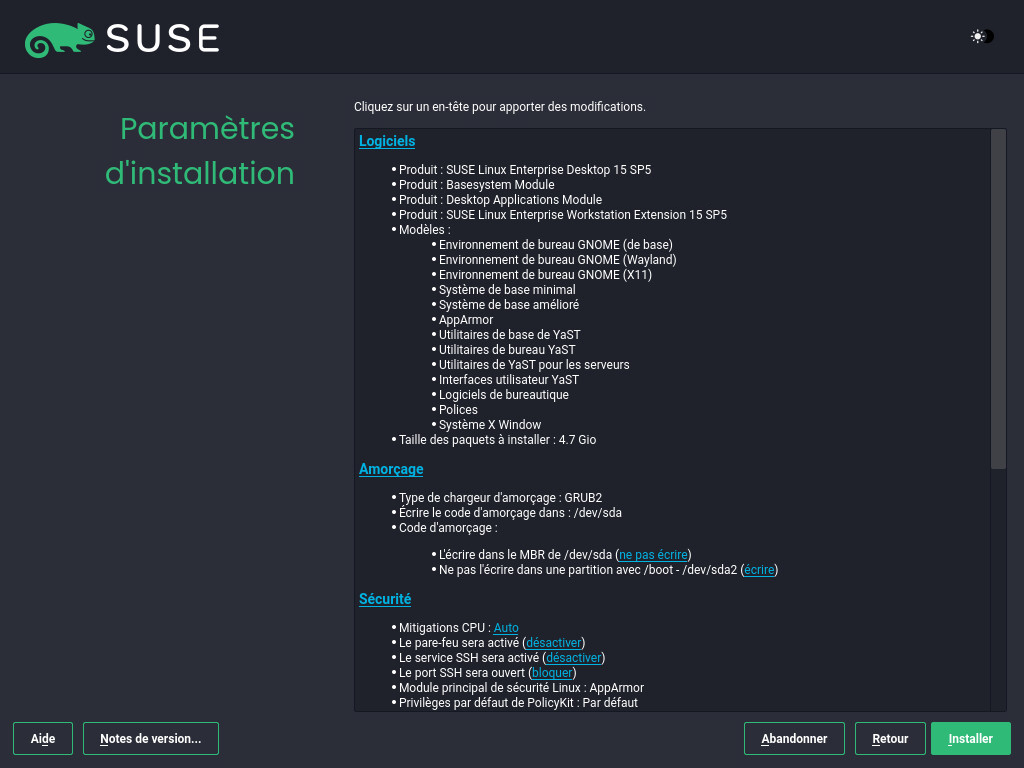 SUSE
Paramètres
d'installation
Cliquez sur un en-tête pour apporter des modifications.
Logiciels
Produit : SUSE Linux Enterprise Desktop 15 SP5
Produit : Basesystem Module
Produit : Desktop Applications Module
Produit : SUSE Linux Enterprise Workstation Extension 15 SP5
Modèles :
Environnement de bureau GNOME (de base)
Environnement de bureau GNOME (Wayland)
Environnement de bureau GNOME (X11)
Système de base minimal
Système de base amélioré
AppArmor
Utilitaires de base de YaST
Utilitaires de bureau YaST
Utilitaires de YaST pour les serveurs
Interfaces utilisateur YaST
Logiciels de bureautique
Polices
Système X Window
Taille des paquets à installer : 4.7 Gio
Amorçage
Type de chargeur d'amorçage : GRUB2
Écrire le code d'amorçage dans : /dev/sda
Code d'amorçage :
L'écrire dans le MBR de /dev/sda (ne pas écrire)
Ne pas l'écrire dans une partition avec /boot - /dev/sda2 (écrire)
Sécurité
Mitigations CPU : Auto
Le pare-feu sera activé (désactiver)
Le service SSH sera activé (désactiver)
Le port SSH sera ouvert (bloquer)
Module principal de sécurité Linux : AppArmor
Privilèges par défaut de PolicyKit : Par défaut
Aide
Notes de version...
Abandonner
Retour
Installer